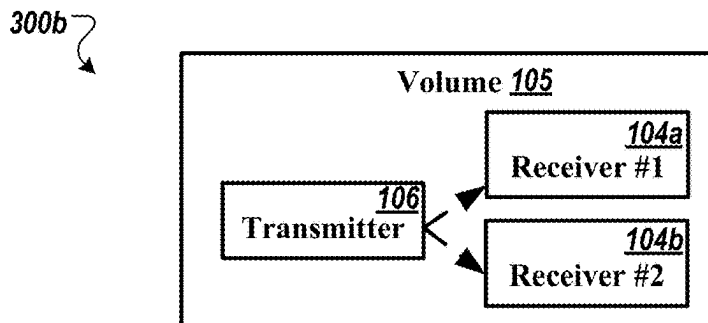 300b
Volume 105
104a
Receiver #1
106
Transmitter
104b
Receiver #2